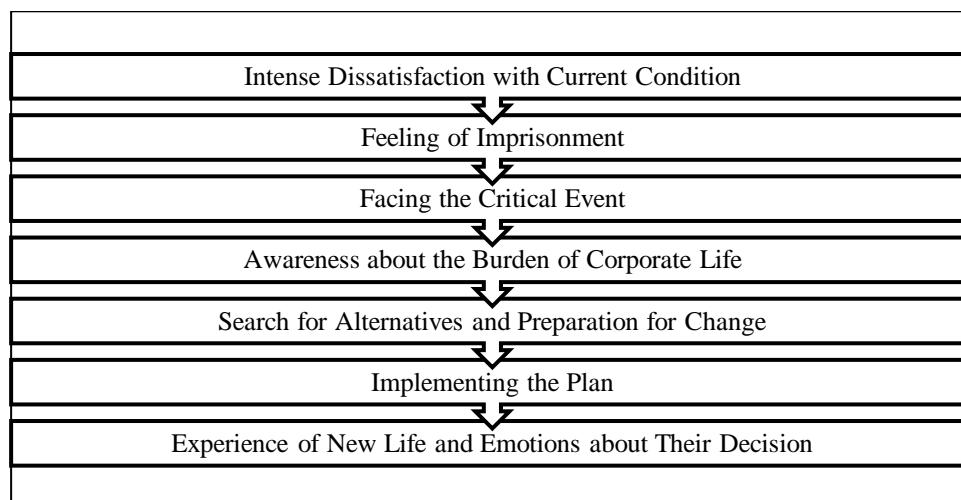 Intense Dissatisfaction with Current Condition
Feeling of Imprisonment
Facing the Critical Event
Awareness about the Burden of Corporate Life
Search for Alternatives and Preparation for Change
Implementing the Plan
Experience of New Life and Emotions about Their Decision